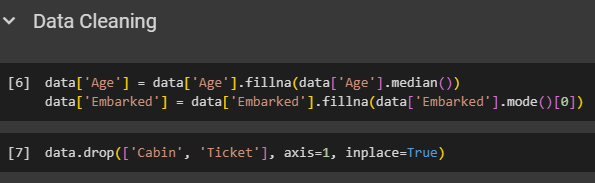 Data Cleaning
[6] data['Age'] = data['Age'].fillna(data['Age'].median())
data['Embarked'] = data['Embarked'].fillna(data['Embarked'].mode()[0])
[7] data.drop(['Cabin', 'Ticket'], axis=1, inplace=True)